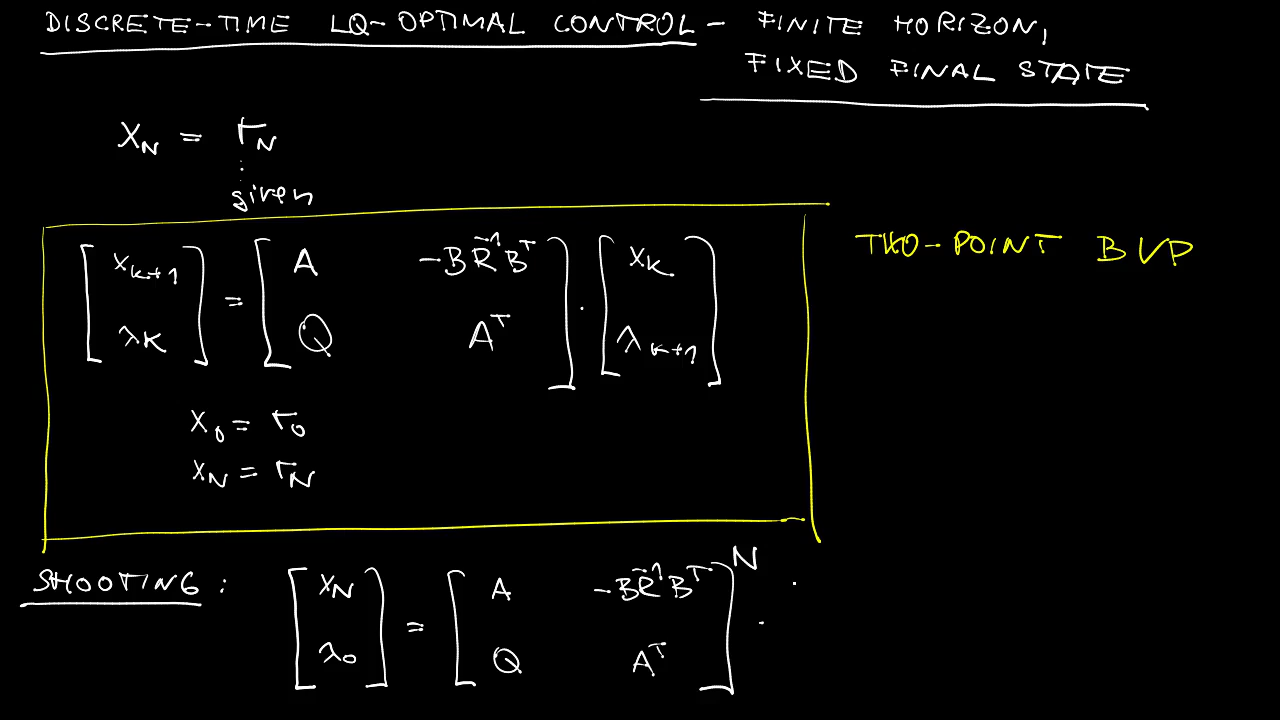 DISCRETE-TIME LQ-OPTIMAL CONTROL - FINITE HORIZON,
FIXED FINAL STATE
x_N = r_N
given
[x_{k+1}; λ_k] = [A, -BR^{-1}B^T; Q, A^T] · [x_k; λ_{k+1}]
TWO-POINT BVP
x_0 = r_0
x_N = r_N
SHOOTING: [x_N; λ_0] = [A, -BR^{-1}B^T; Q, A^T]^N ·